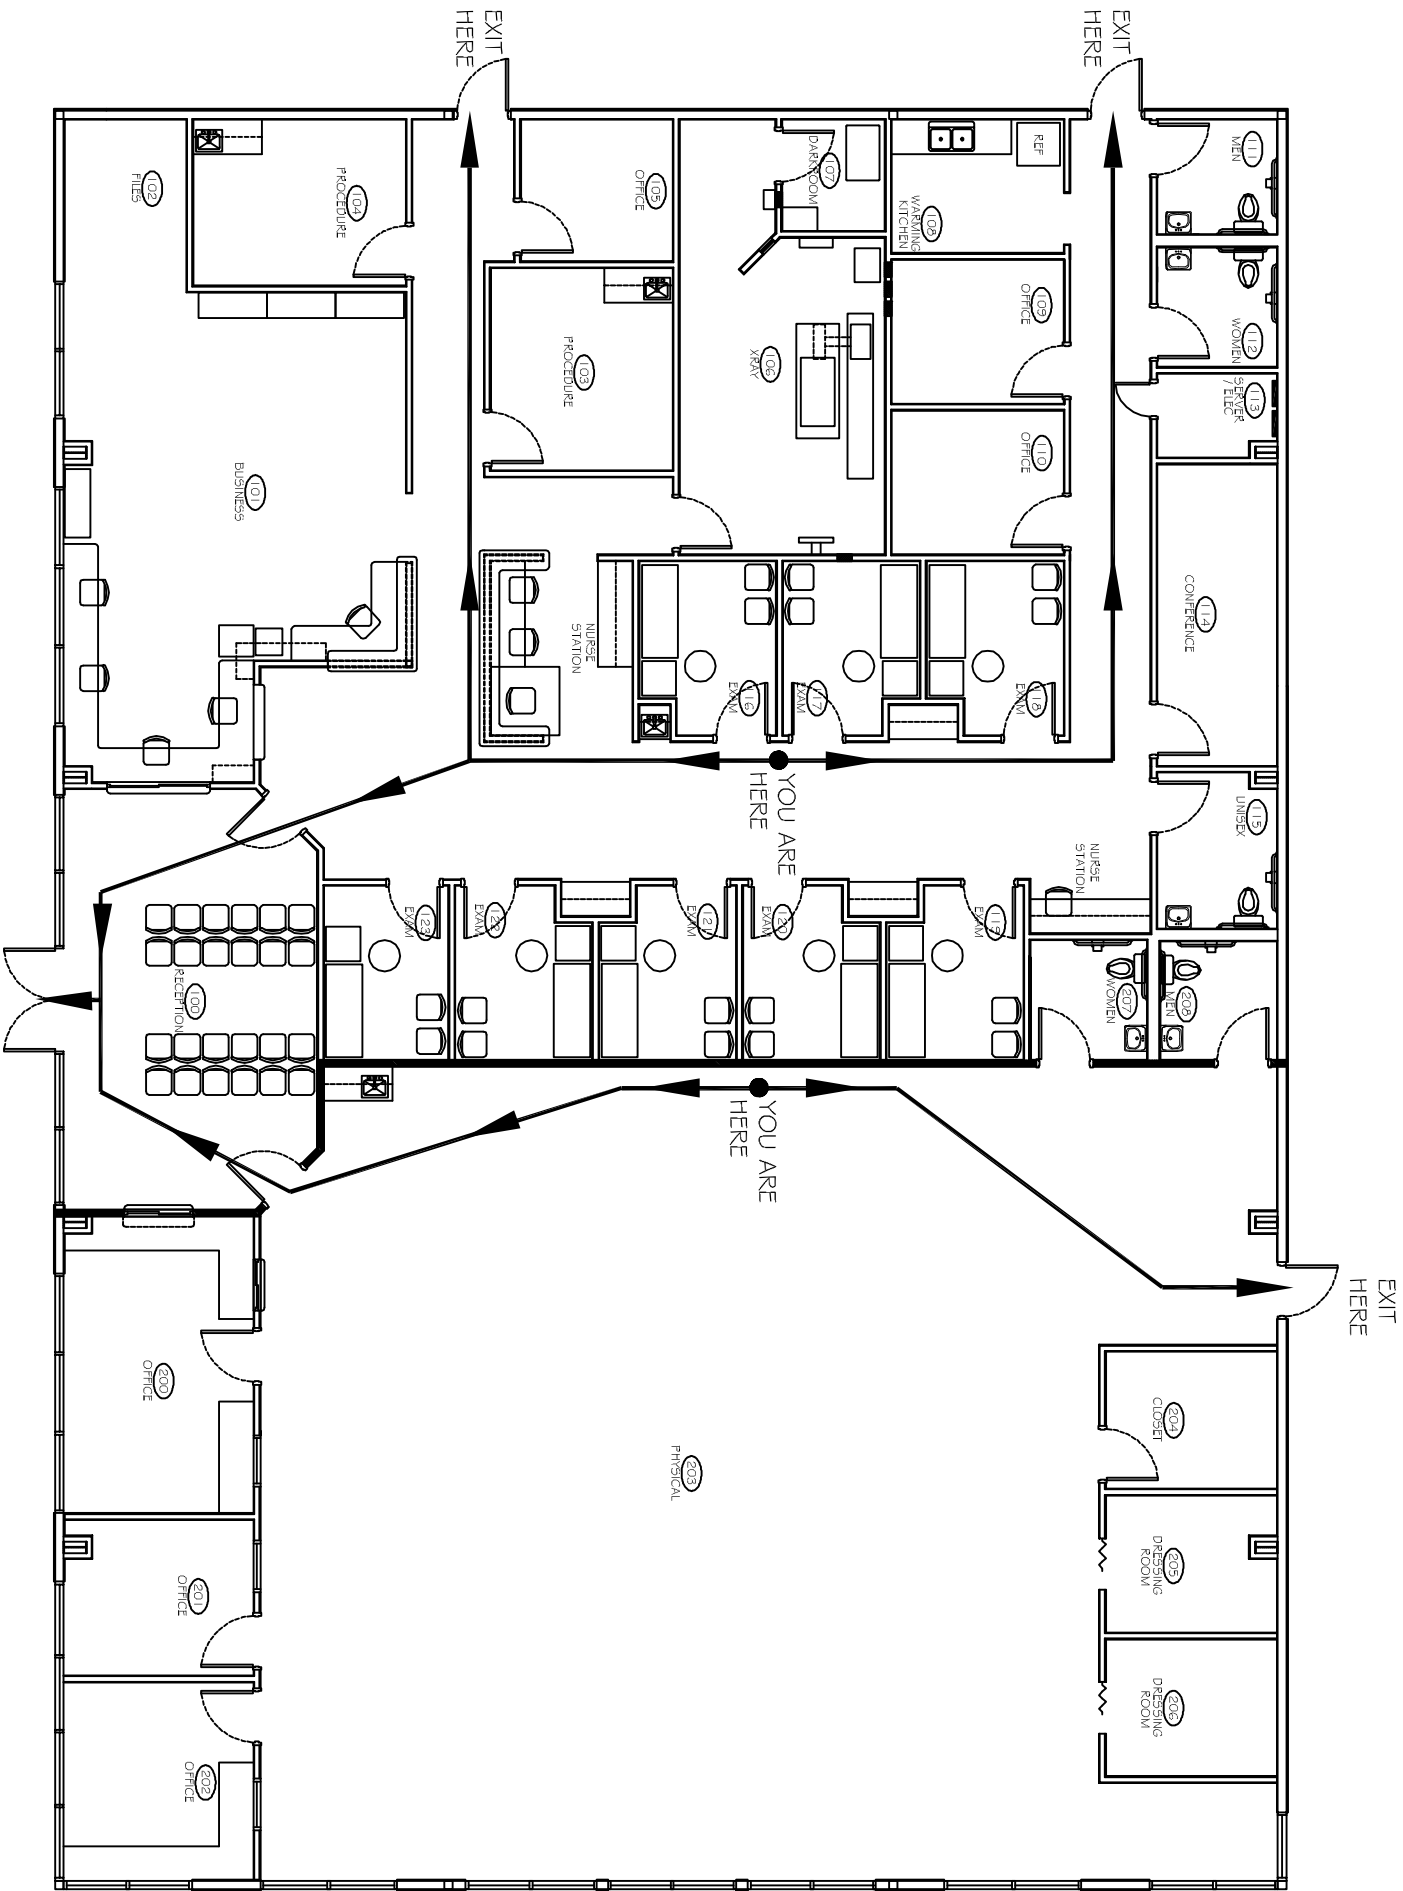 EXIT
HERE
EXIT
HERE
111
MEN
112
WOMEN
113
SERVER
/ ELEC
114
CONFERENCE
115
UNISEX
REF
107
DARKROOM
108
WARMING
KITCHEN
109
OFFICE
110
OFFICE
105
OFFICE
103
PROCEDURE
106
XRAY
104
PROCEDURE
102
FILES
101
BUSINESS
NURSE
STATION
116
EXAM
117
EXAM
118
EXAM
YOU ARE
HERE
NURSE
STATION
123
EXAM
122
EXAM
121
EXAM
120
EXAM
119
EXAM
207
WOMEN
208
MEN
100
RECEPTION
YOU ARE
HERE
EXIT
HERE
200
OFFICE
201
OFFICE
202
OFFICE
203
PHYSICAL
204
CLOSET
205
DRESSING
ROOM
206
DRESSING
ROOM